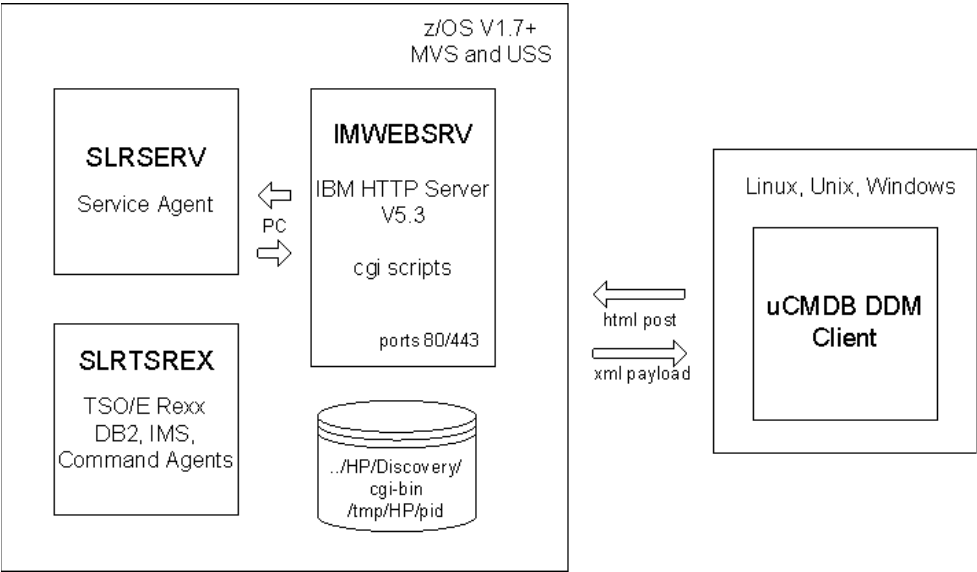 z/OS V1.7+
MVS and USS
SLRSERV
Service Agent
PC
IMWEBSRV
IBM HTTP Server
V5.3
cgi scripts
ports 80/443
SLRTSREX
TSO/E Rexx
DB2, IMS,
Command Agents
../HP/Discovery/
cgi-bin
/tmp/HP/pid
html post
xml payload
Linux, Unix, Windows
uCMDB DDM
Client